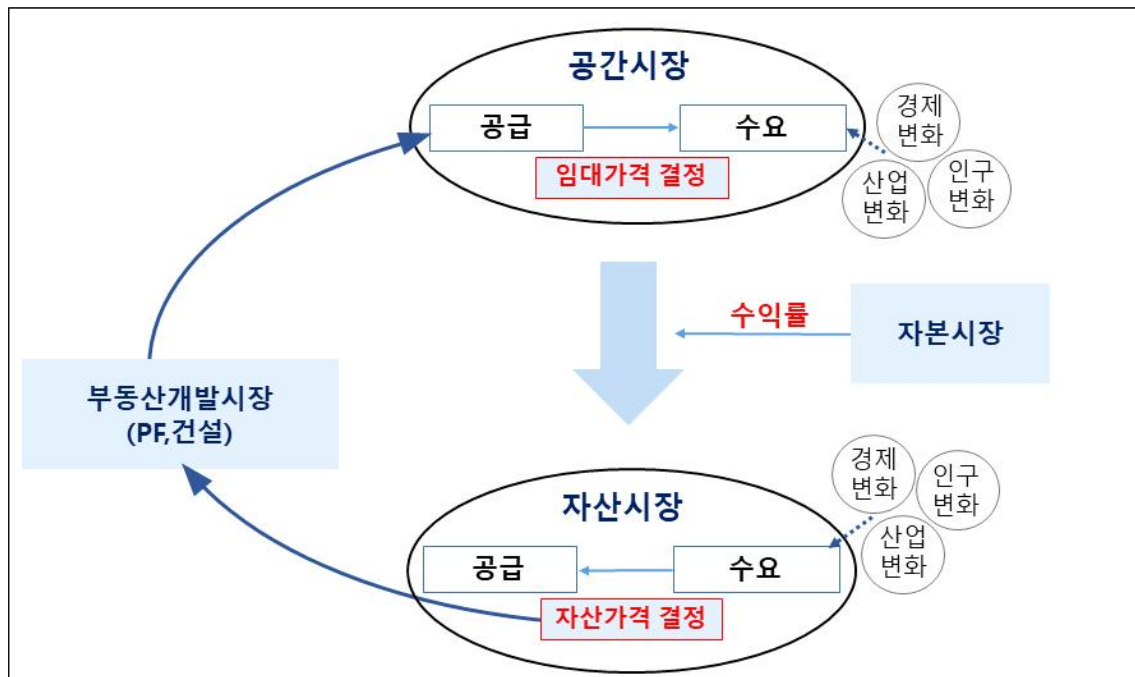 공간시장
공급
수요
임대가격 결정
경제
변화
산업
변화
인구
변화
수익률
자본시장
부동산개발시장
(PF,건설)
자산시장
공급
수요
자산가격 결정
경제
변화
인구
변화
산업
변화